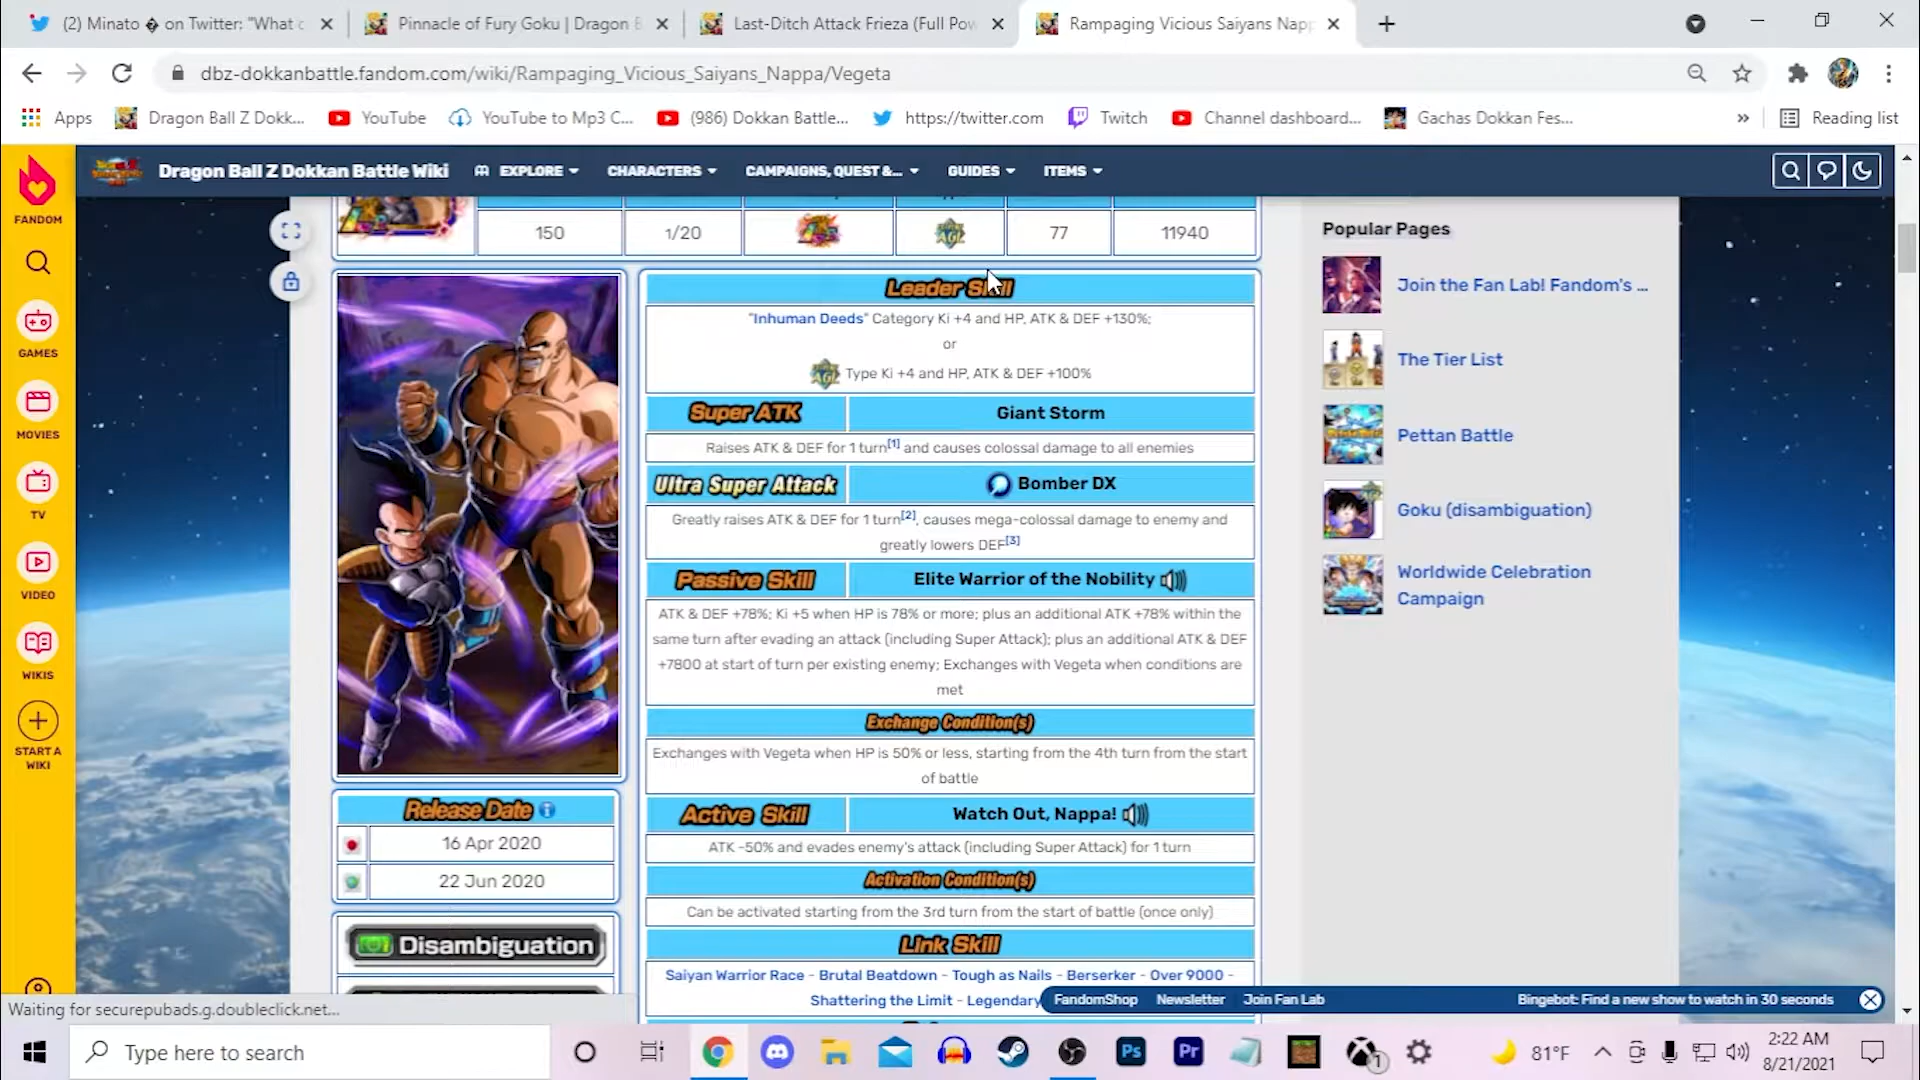 (2) Minato � on Twitter: "What c
Pinnacle of Fury Goku | Dragon B
Last-Ditch Attack Frieza (Full Pow
Rampaging Vicious Saiyans Napp
dbz-dokkanbattle.fandom.com/wiki/Rampaging_Vicious_Saiyans_Nappa/Vegeta
Apps
Dragon Ball Z Dokk...
YouTube
YouTube to Mp3 C...
(986) Dokkan Battle...
https://twitter.com
Twitch
Channel dashboard...
Gachas Dokkan Fes...
»
Reading list
FANDOM
GAMES
MOVIES
TV
VIDEO
WIKIS
START A
WIKI
Dragon Ball Z Dokkan Battle Wiki
EXPLORE
CHARACTERS
CAMPAIGNS, QUEST &...
GUIDES
ITEMS
150
1/20
AGL
77
11940
Leader Skill
"Inhuman Deeds" Category Ki +4 and HP, ATK & DEF +130%;
or
AGL Type Ki +4 and HP, ATK & DEF +100%
Super ATK
Giant Storm
Raises ATK & DEF for 1 turn[1] and causes colossal damage to all enemies
Ultra Super Attack
Bomber DX
Greatly raises ATK & DEF for 1 turn[2], causes mega-colossal damage to enemy and
greatly lowers DEF[3]
Passive Skill
Elite Warrior of the Nobility
ATK & DEF +78%; Ki +5 when HP is 78% or more; plus an additional ATK +78% within the
same turn after evading an attack (including Super Attack); plus an additional ATK & DEF
+7800 at start of turn per existing enemy; Exchanges with Vegeta when conditions are
met
Exchange Condition(s)
Exchanges with Vegeta when HP is 50% or less, starting from the 4th turn from the start
of battle
Active Skill
Watch Out, Nappa!
ATK -50% and evades enemy's attack (including Super Attack) for 1 turn
Activation Condition(s)
Can be activated starting from the 3rd turn from the start of battle (once only)
Link Skill
Saiyan Warrior Race - Brutal Beatdown - Tough as Nails - Berserker - Over 9000 -
Shattering the Limit - Legendary
Release Date
16 Apr 2020
22 Jun 2020
Disambiguation
Popular Pages
Join the Fan Lab! Fandom's ...
The Tier List
Pettan Battle
Goku (disambiguation)
Worldwide Celebration
Campaign
FandomShop
Newsletter
Join Fan Lab
Bingebot: Find a new show to watch in 30 seconds
Waiting for securepubads.g.doubleclick.net...
Type here to search
Ps
Pr
1
81°F
2:22 AM
8/21/2021